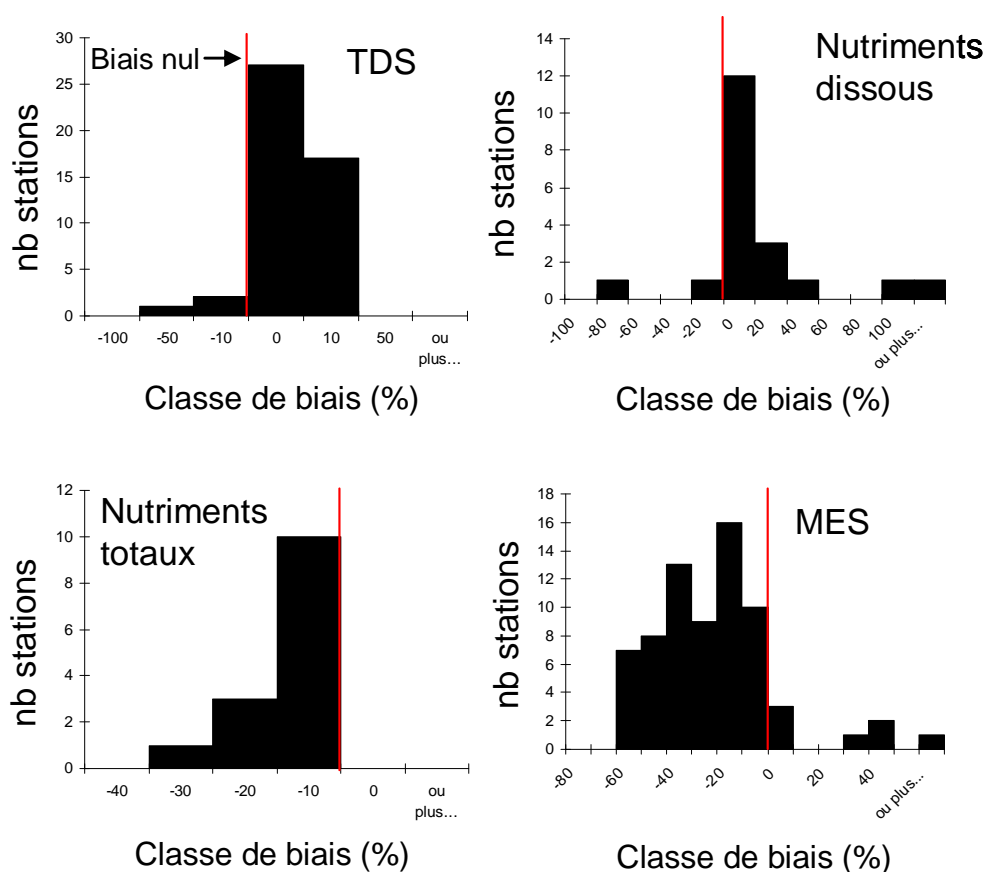 30
25
20
15
10
5
0
nb stations
Biais nul
TDS
-100 -50 -10 0 10 50 ou
plus...
Classe de biais (%)
14
12
10
8
6
4
2
0
nb stations
Nutriments
dissous
-100 -80 -60 -40 -20 0 20 40 60 80 100 ou plus...
Classe de biais (%)
12
10
8
6
4
2
0
nb stations
Nutriments
totaux
-40 -30 -20 -10 0 ou
plus...
Classe de biais (%)
18
16
14
12
10
8
6
4
2
0
nb stations
MES
-80 -60 -40 -20 0 20 40 ou plus...
Classe de biais (%)